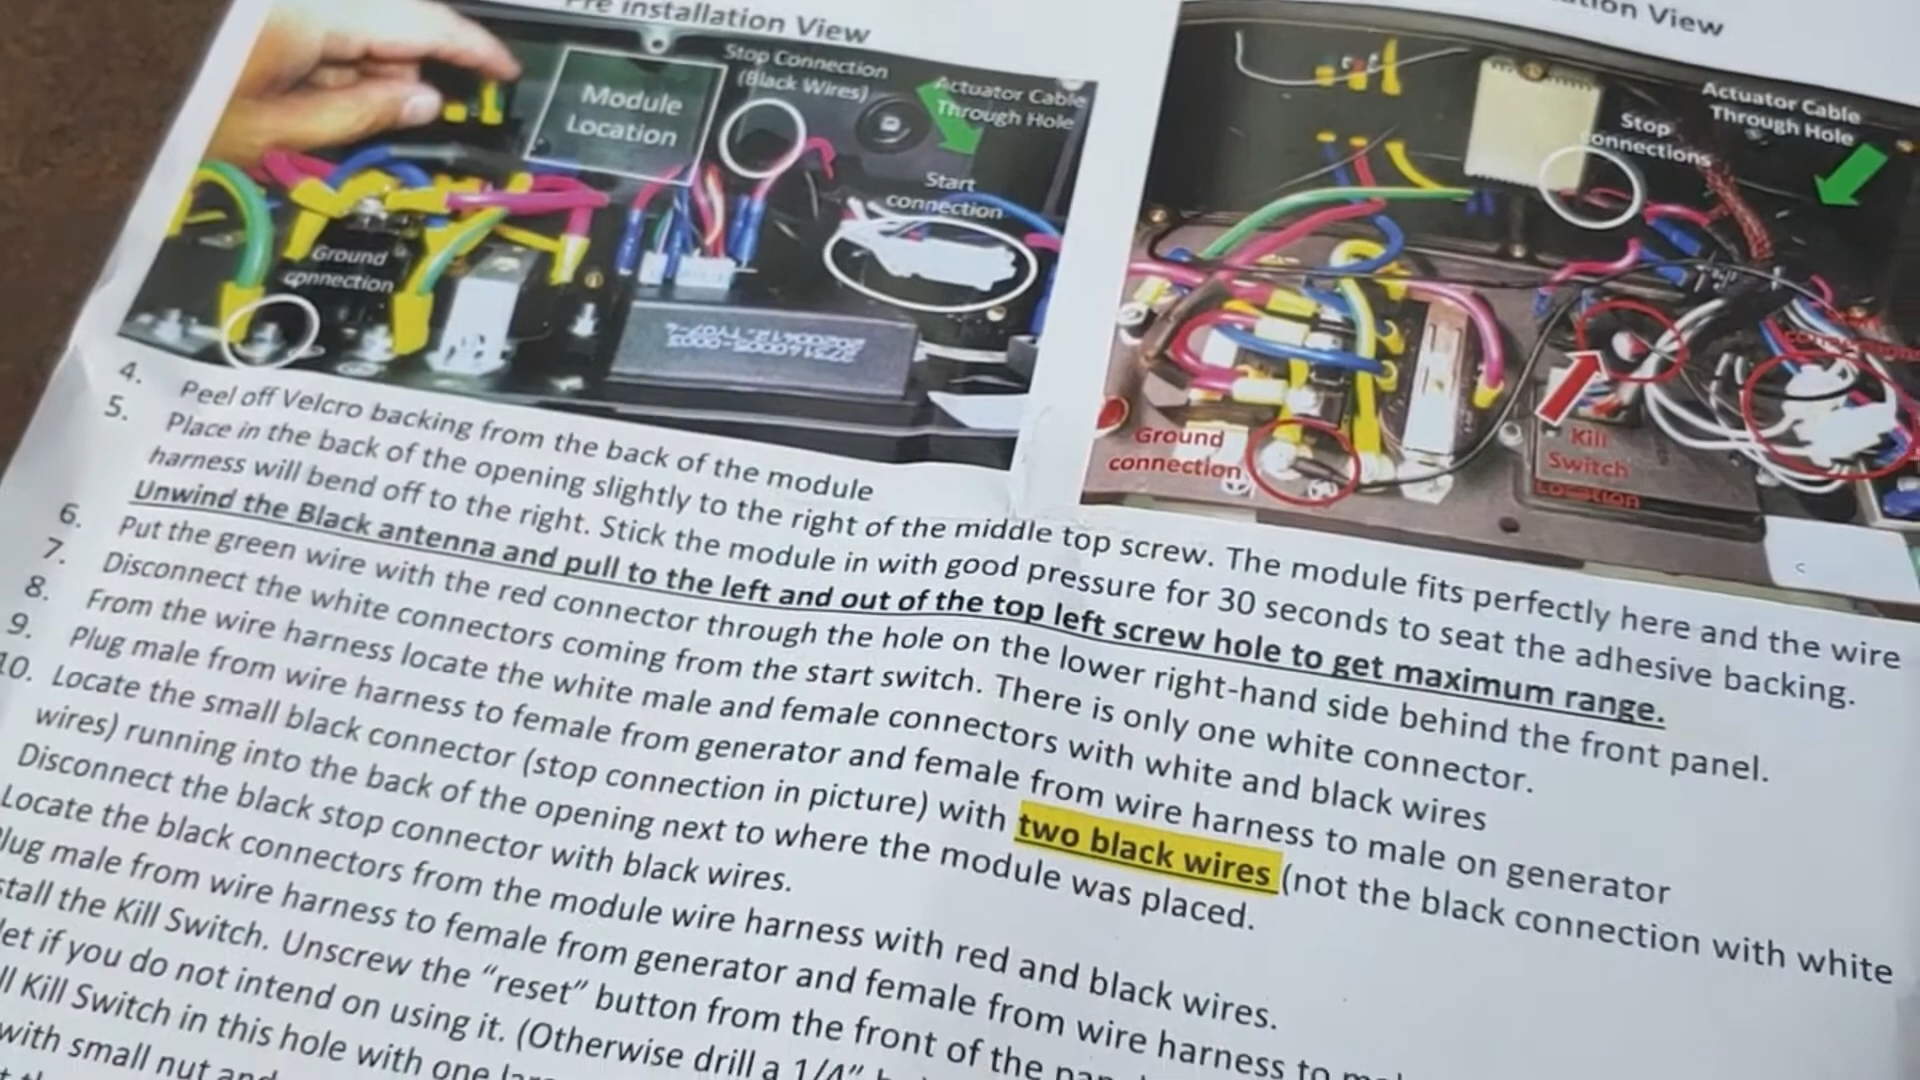 Pre Installation View
View
Module
Location
Stop Connection
(Black Wires)
Actuator Cable
Through Hole
Start
connection
Ground
connection
Actuator Cable
Through Hole
Stop
connections
Ground
connection
Kill
Switch
Location
4. Peel off Velcro backing from the back of the module
5. Place in the back of the opening slightly to the right of the middle top screw. The module fits perfectly here and the wire
harness will bend off to the right. Stick the module in with good pressure for 30 seconds to seat the adhesive backing.
Unwind the Black antenna and pull to the left and out of the top left screw hole to get maximum range.
6. Put the green wire with the red connector through the hole on the lower right-hand side behind the front panel.
7. Disconnect the white connectors coming from the start switch. There is only one white connector.
8. From the wire harness locate the white male and female connectors with white and black wires
9. Plug male from wire harness to female from generator and female from wire harness to male on generator
10. Locate the small black connector (stop connection in picture) with two black wires (not the black connection with white
wires) running into the back of the opening next to where the module was placed.
Disconnect the black stop connector with black wires.
Locate the black connectors from the module wire harness with red and black wires.
lug male from wire harness to female from generator and female from wire harness to
stall the Kill Switch. Unscrew the "reset" button from the front of the
let if you do not intend on using it. (Otherwise drill a 1/4"
ll Kill Switch in this hole with one
with small nut and